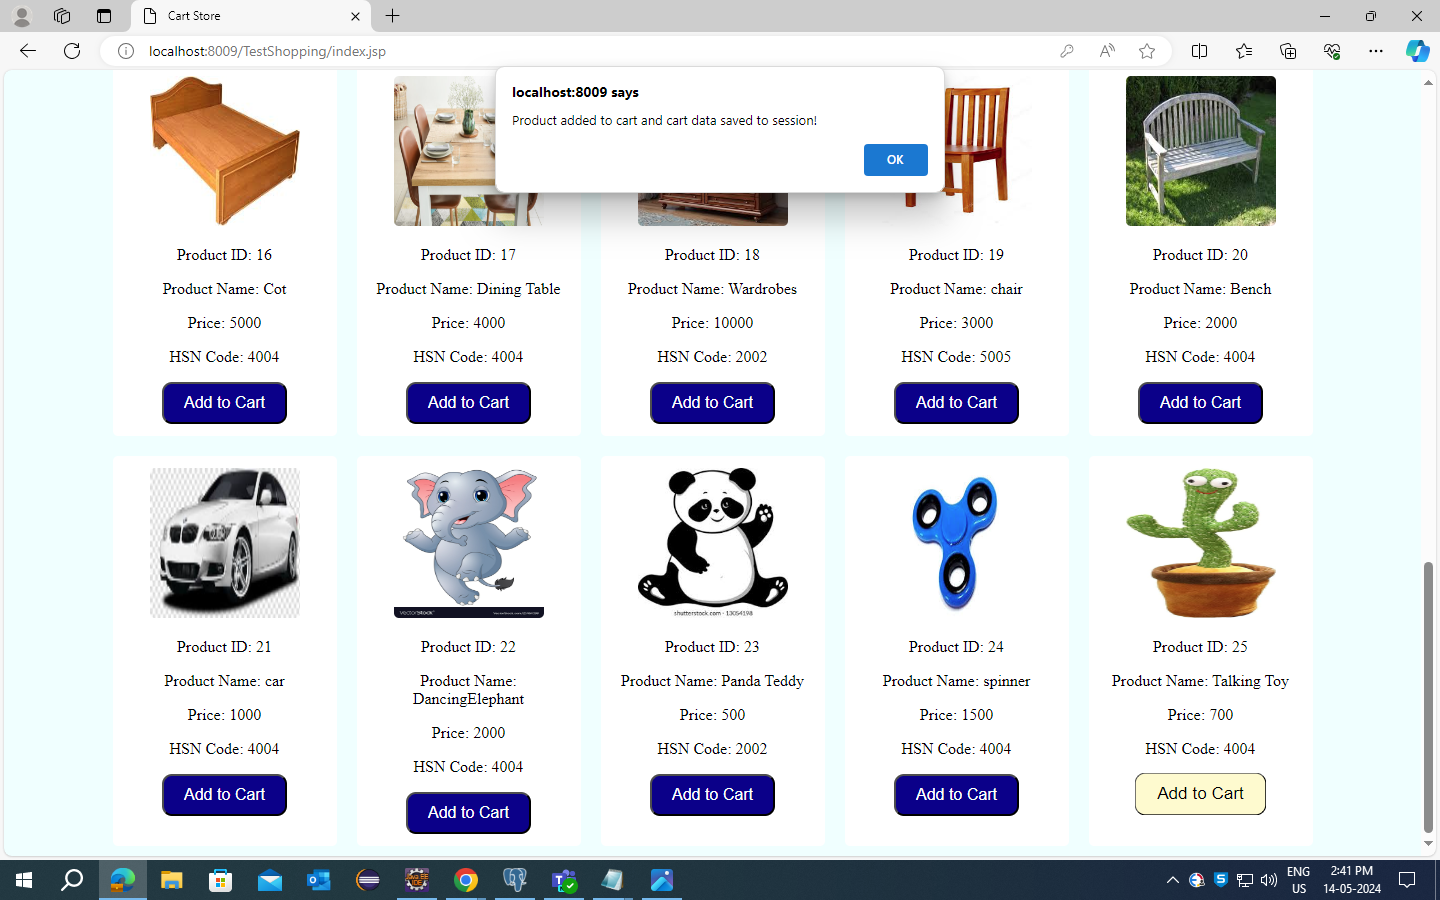 Cart Store
localhost:8009/TestShopping/index.jsp
localhost:8009 says
Product added to cart and cart data saved to session!
OK
Product ID: 16
Product Name: Cot
Price: 5000
HSN Code: 4004
Add to Cart
Product ID: 17
Product Name: Dining Table
Price: 4000
HSN Code: 4004
Add to Cart
Product ID: 18
Product Name: Wardrobes
Price: 10000
HSN Code: 2002
Add to Cart
Product ID: 19
Product Name: chair
Price: 3000
HSN Code: 5005
Add to Cart
Product ID: 20
Product Name: Bench
Price: 2000
HSN Code: 4004
Add to Cart
Product ID: 21
Product Name: car
Price: 1000
HSN Code: 4004
Add to Cart
VectorStock
Product ID: 22
Product Name:
DancingElephant
Price: 2000
HSN Code: 4004
Add to Cart
shutterstock.com · 13054198
Product ID: 23
Product Name: Panda Teddy
Price: 500
HSN Code: 2002
Add to Cart
Product ID: 24
Product Name: spinner
Price: 1500
HSN Code: 4004
Add to Cart
Product ID: 25
Product Name: Talking Toy
Price: 700
HSN Code: 4004
Add to Cart
ENG
US
2:41 PM
14-05-2024